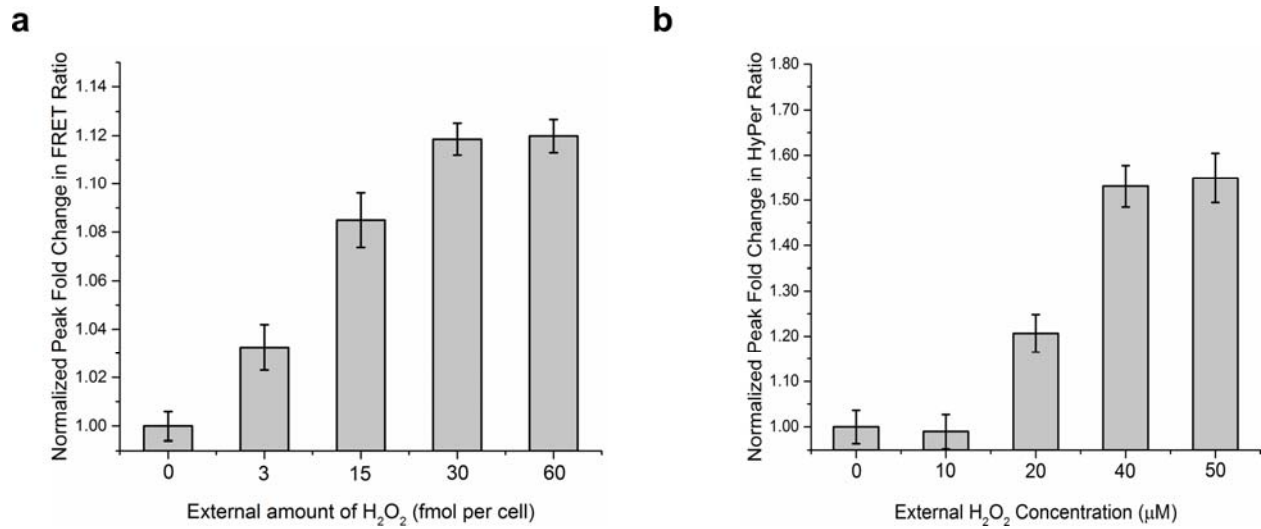 a
Normalized Peak Fold Change in FRET Ratio
1.14
1.12
1.10
1.08
1.06
1.04
1.02
1.00
0 3 15 30 60
External amount of H₂O₂ (fmol per cell)
b
Normalized Peak Fold Change in HyPer Ratio
1.80
1.70
1.60
1.50
1.40
1.30
1.20
1.10
1.00
0 10 20 40 50
External H₂O₂ Concentration (μM)